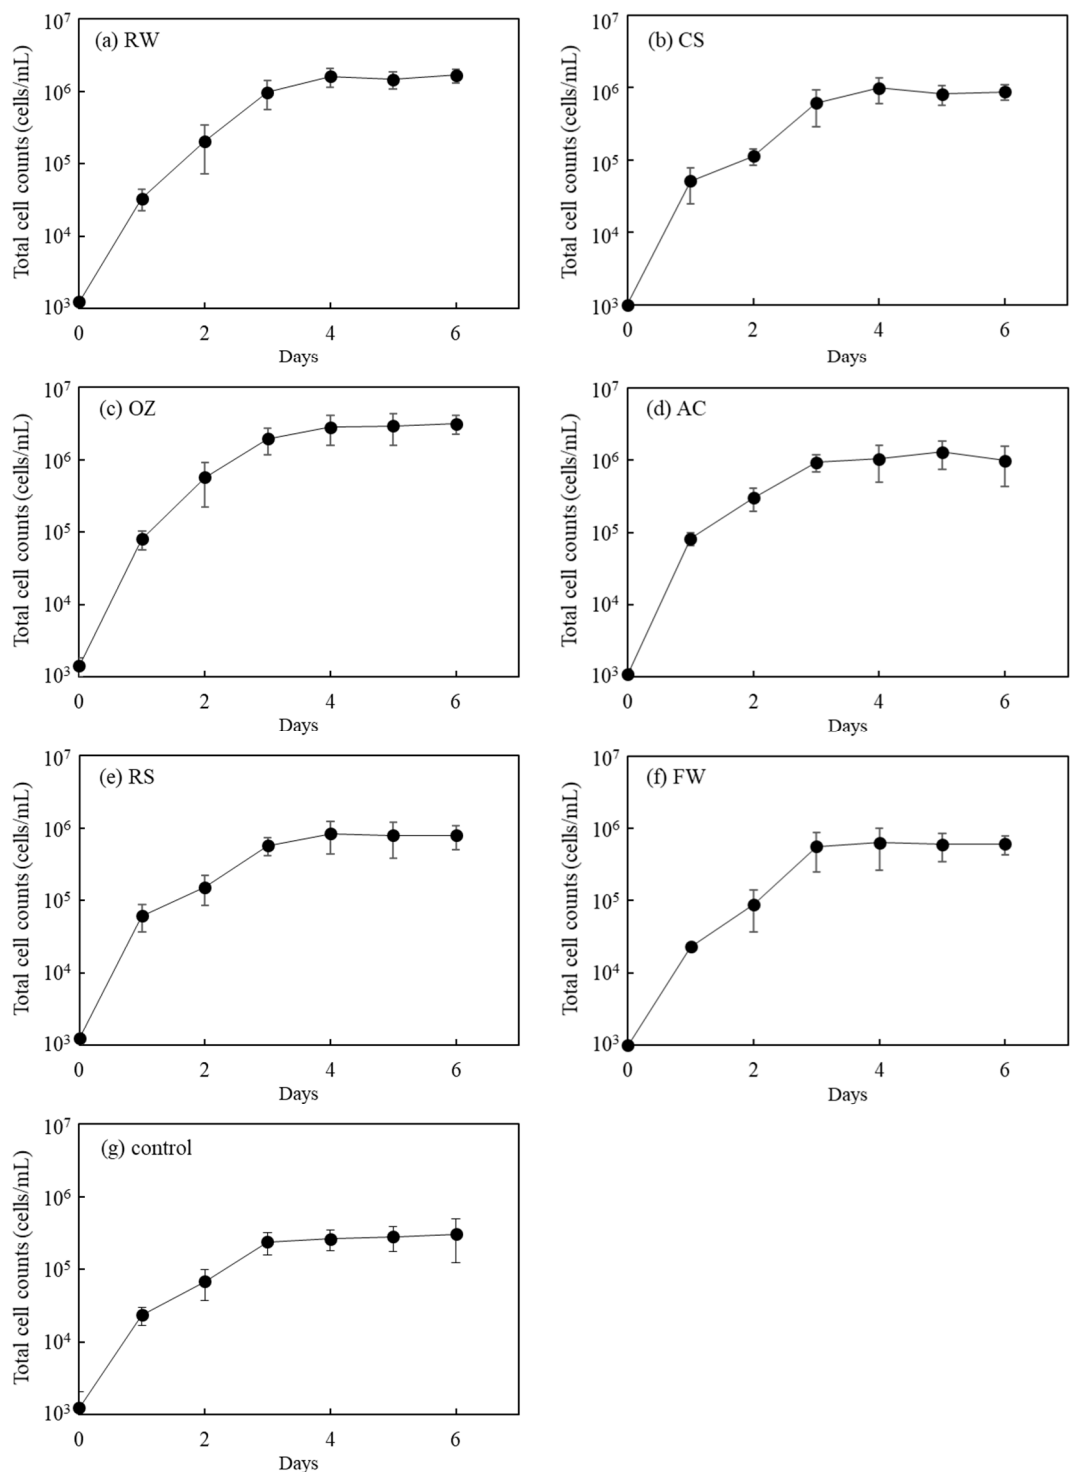 (a) RW
Total cell counts (cells/mL)
10⁷
10⁶
10⁵
10⁴
10³
0 2 4 6
Days
(b) CS
Total cell counts (cells/mL)
10⁷
10⁶
10⁵
10⁴
10³
0 2 4 6
Days
(c) OZ
Total cell counts (cells/mL)
10⁷
10⁶
10⁵
10⁴
10³
0 2 4 6
Days
(d) AC
Total cell counts (cells/mL)
10⁷
10⁶
10⁵
10⁴
10³
0 2 4 6
Days
(e) RS
Total cell counts (cells/mL)
10⁷
10⁶
10⁵
10⁴
10³
0 2 4 6
Days
(f) FW
Total cell counts (cells/mL)
10⁷
10⁶
10⁵
10⁴
10³
0 2 4 6
Days
(g) control
Total cell counts (cells/mL)
10⁷
10⁶
10⁵
10⁴
10³
0 2 4 6
Days